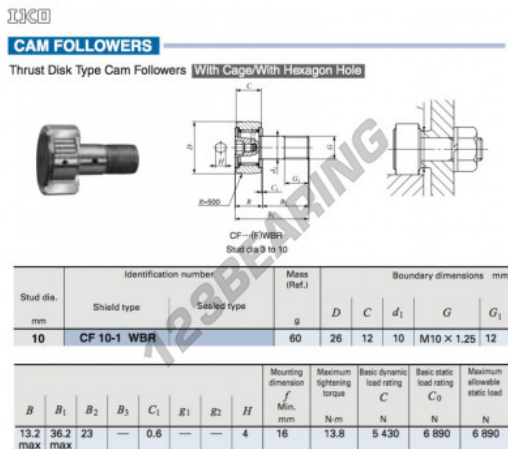 IKO
CAM FOLLOWERS
Thrust Disk Type Cam Followers With Cage/With Hexagon Hole
C
D
H
d1
G
G1
C1
R=500
B
B2
B1
CF…(F)WBR
Stud dia.3 to 10
123BEARING
Stud dia. mm
Identification number
Shield type
Sealed type
Mass (Ref.) g
Boundary dimensions mm
D C d1 G G1
10 CF 10-1 WBR 60 26 12 10 M10 × 1.25 12
B B1 B2 B3 C1 g1 g2 H
Mounting dimension f Min. mm
Maximum tightening torque N-m
Basic dynamic load rating C N
Basic static load rating C0 N
Maximum allowable static load N
13.2 max 36.2 max 23 — 0.6 — — 4 16 13.8 5 430 6 890 6 890